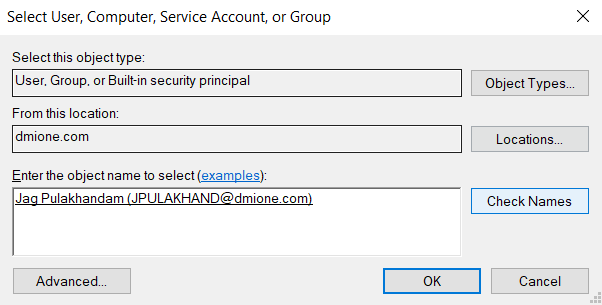 Select User, Computer, Service Account, or Group
Select this object type:
User, Group, or Built-in security principal
Object Types...
From this location:
dmione.com
Locations...
Enter the object name to select (examples):
Jag Pulakhandam (JPULAKHAND@dmione.com)
Check Names
Advanced...
OK
Cancel